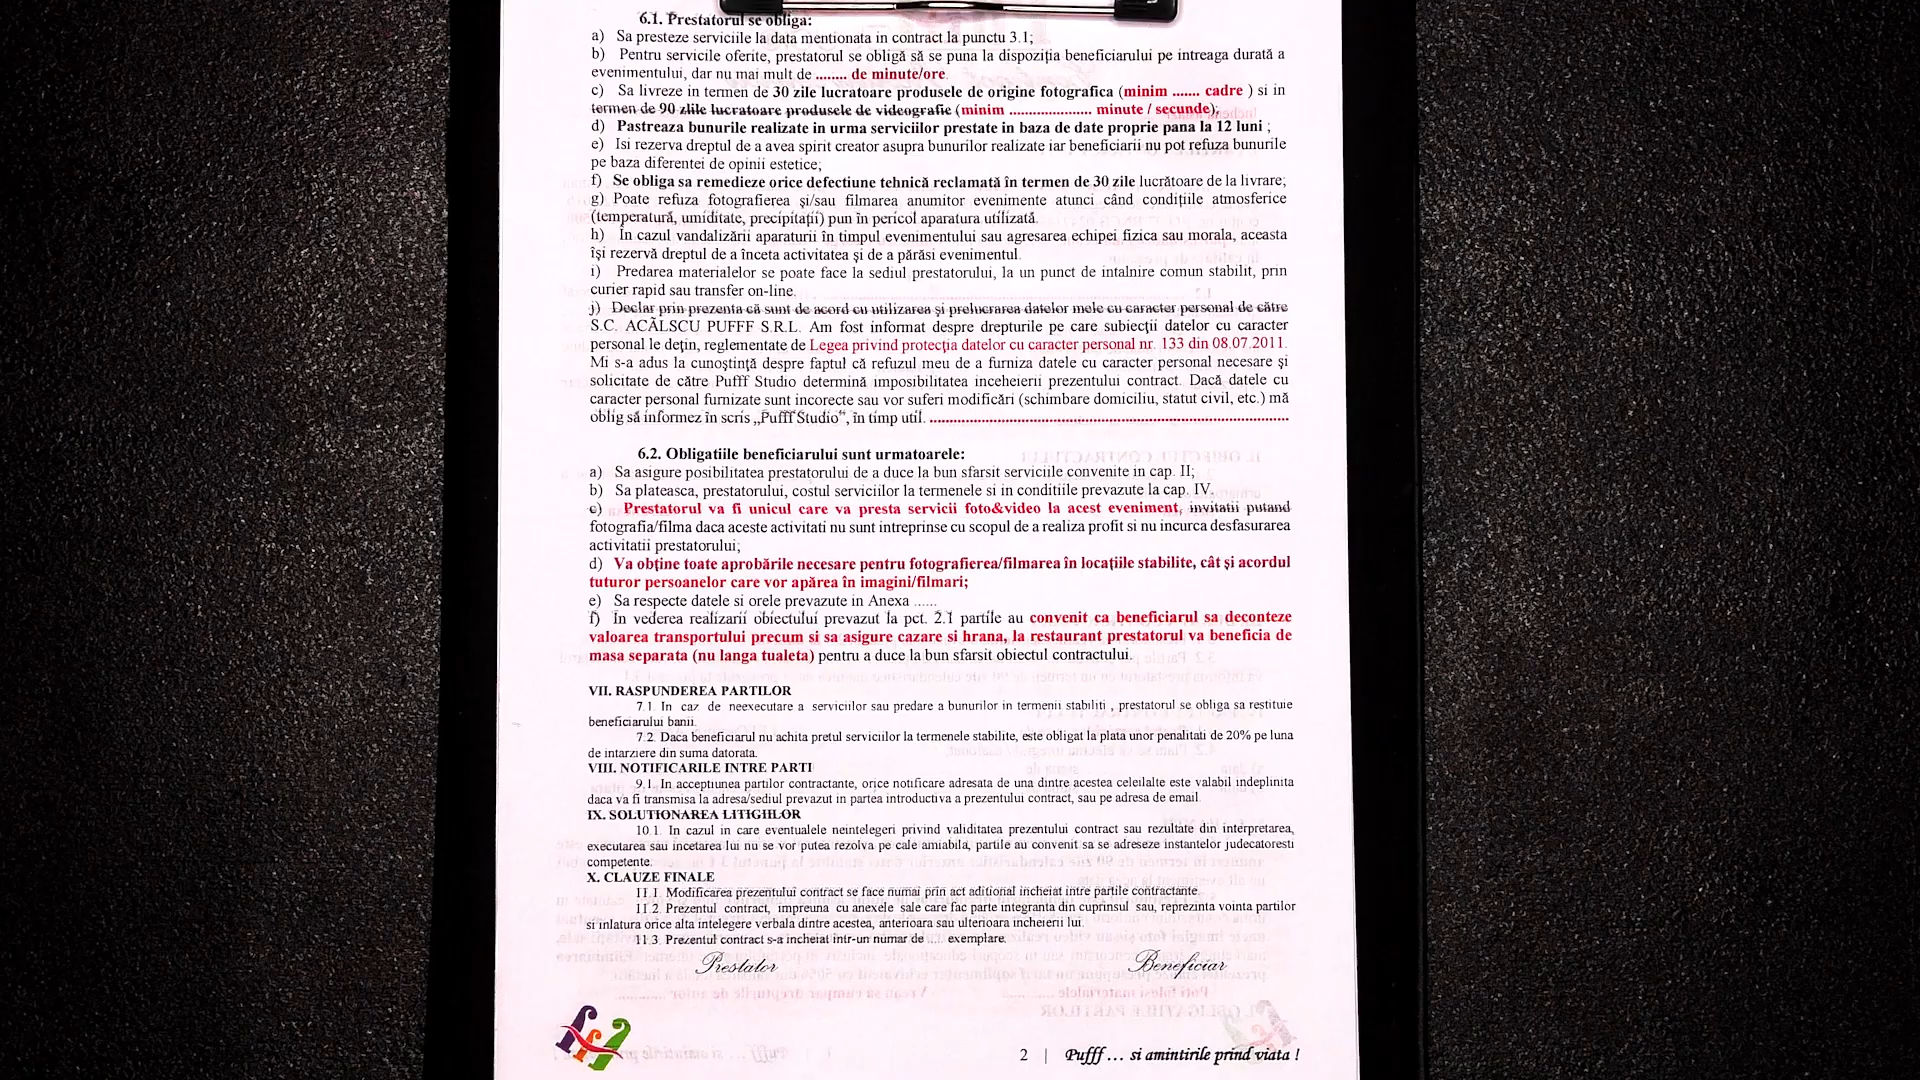 6.1. Prestatorul se obliga:
a) Sa presteze serviciile la data mentionata in contract la punctu 3.1;
b) Pentru servicile oferite, prestatorul se obligă să se puna la dispoziția beneficiarului pe intreaga durată a
evenimentului, dar nu mai mult de ........ de minute/ore.
c) Sa livreze in termen de 30 zile lucratoare produsele de origine fotografica (minim ....... cadre ) si in
termen de 90 zlile lucratoare produsele de videografie (minim ..................... minute / secunde);
d) Pastreaza bunurile realizate in urma serviciilor prestate in baza de date proprie pana la 12 luni ;
e) Isi rezerva dreptul de a avea spirit creator asupra bunurilor realizate iar beneficiarii nu pot refuza bunurile
pe baza diferentei de opinii estetice;
f) Se obliga sa remedieze orice defectiune tehnică reclamată în termen de 30 zile lucrătoare de la livrare;
g) Poate refuza fotografierea și/sau filmarea anumitor evenimente atunci când condițiile atmosferice
(temperatură, umiditate, precipitații) pun în pericol aparatura utilizată.
h) În cazul vandalizării aparaturii în timpul evenimentului sau agresarea echipei fizica sau morala, aceasta
își rezervă dreptul de a înceta activitatea și de a părăsi evenimentul.
i) Predarea materialelor se poate face la sediul prestatorului, la un punct de intalnire comun stabilit, prin
curier rapid sau transfer on-line.
j) Declar prin prezenta că sunt de acord cu utilizarea și prelucrarea datelor mele cu caracter personal de către
S.C. ACĂLSCU PUFFF S.R.L. Am fost informat despre drepturile pe care subiecții datelor cu caracter
personal le dețin, reglementate de Legea privind protecția datelor cu caracter personal nr. 133 din 08.07.2011.
Mi s-a adus la cunoștință despre faptul că refuzul meu de a furniza datele cu caracter personal necesare și
solicitate de către Pufff Studio determină imposibilitatea inceheierii prezentului contract. Dacă datele cu
caracter personal furnizate sunt incorecte sau vor suferi modificări (schimbare domiciliu, statut civil, etc.) mă
oblig să informez în scris „Pufff Studio“, în timp util. ..........................................................................................
6.2. Obligatiile beneficiarului sunt urmatoarele:
a) Sa asigure posibilitatea prestatorului de a duce la bun sfarsit serviciile convenite in cap. II;
b) Sa plateasca, prestatorului, costul serviciilor la termenele si in conditiile prevazute la cap. IV.
c) Prestatorul va fi unicul care va presta servicii foto&video la acest eveniment, invitatii putand
fotografia/filma daca aceste activitati nu sunt intreprinse cu scopul de a realiza profit si nu incurca desfasurarea
activitatii prestatorului;
d) Va obține toate aprobările necesare pentru fotografierea/filmarea în locațiile stabilite, cât și acordul
tuturor persoanelor care vor apărea în imagini/filmari;
e) Sa respecte datele si orele prevazute in Anexa ......
f) In vederea realizarii obiectului prevazut la pct. 2.1 partile au convenit ca beneficiarul sa deconteze
valoarea transportului precum si sa asigure cazare si hrana, la restaurant prestatorul va beneficia de
masa separata (nu langa tualeta) pentru a duce la bun sfarsit obiectul contractului.
VII. RASPUNDEREA PARTILOR
7.1. In caz de neexecutare a serviciilor sau predare a bunurilor in termenii stabiliti , prestatorul se obliga sa restituie
beneficiarului banii.
7.2. Daca beneficiarul nu achita pretul serviciilor la termenele stabilite, este obligat la plata unor penalitati de 20% pe luna
de intarziere din suma datorata.
VIII. NOTIFICARILE INTRE PARTI
9.1. In acceptiunea partilor contractante, orice notificare adresata de una dintre acestea celeilalte este valabil indeplinita
daca va fi transmisa la adresa/sediul prevazut in partea introductiva a prezentului contract, sau pe adresa de email.
IX. SOLUTIONAREA LITIGIILOR
10.1. In cazul in care eventualele neintelegeri privind validitatea prezentului contract sau rezultate din interpretarea,
executarea sau incetarea lui nu se vor putea rezolva pe cale amiabila, partile au convenit sa se adreseze instantelor judecatoresti
competente.
X. CLAUZE FINALE
11.1. Modificarea prezentului contract se face numai prin act aditional incheiat intre partile contractante.
11.2. Prezentul contract, impreuna cu anexele sale care fac parte integranta din cuprinsul sau, reprezinta vointa partilor
si inlatura orice alta intelegere verbala dintre acestea, anterioara sau ulterioara incheierii lui.
11.3. Prezentul contract s-a incheiat intr-un numar de .... exemplare.
Prestator Beneficiar
2 | Pufff… si amintirile prind viata !